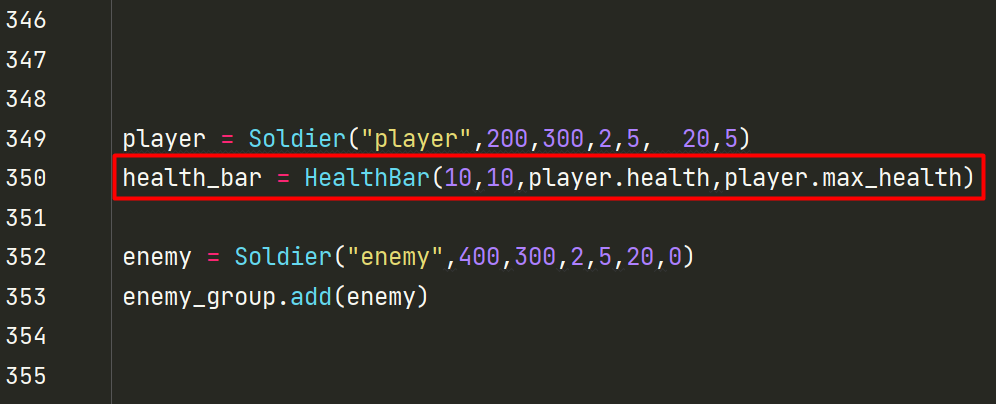 346
347
348
349 player = Soldier("player",200,300,2,5,  20,5)
350 health_bar = HealthBar(10,10,player.health,player.max_health)
351
352 enemy = Soldier("enemy",400,300,2,5,20,0)
353 enemy_group.add(enemy)
354
355